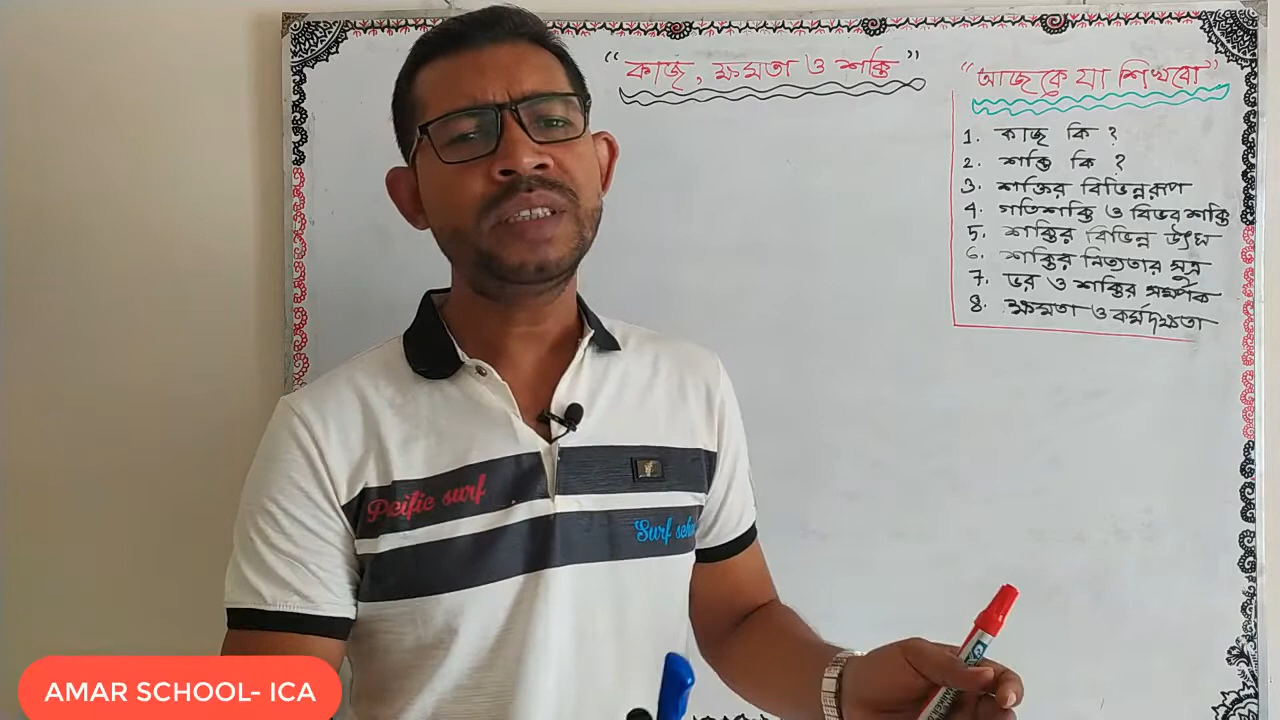 “কাজ, ক্ষমতা ও শক্তি”
“আজকে যা শিখবো”
1. কাজ কি ?
2. শক্তি কি ?
3. শক্তির বিভিন্নরূপ
4. গতিশক্তি ও বিভব শক্তি
5. শক্তির বিভিন্ন উৎস
6. শক্তির নিত্যতার সূত্র
7. ভর ও শক্তির সম্পর্ক
8. ক্ষমতা ও কর্মদক্ষতা
Pacific surf
Surf
AMAR SCHOOL- ICA